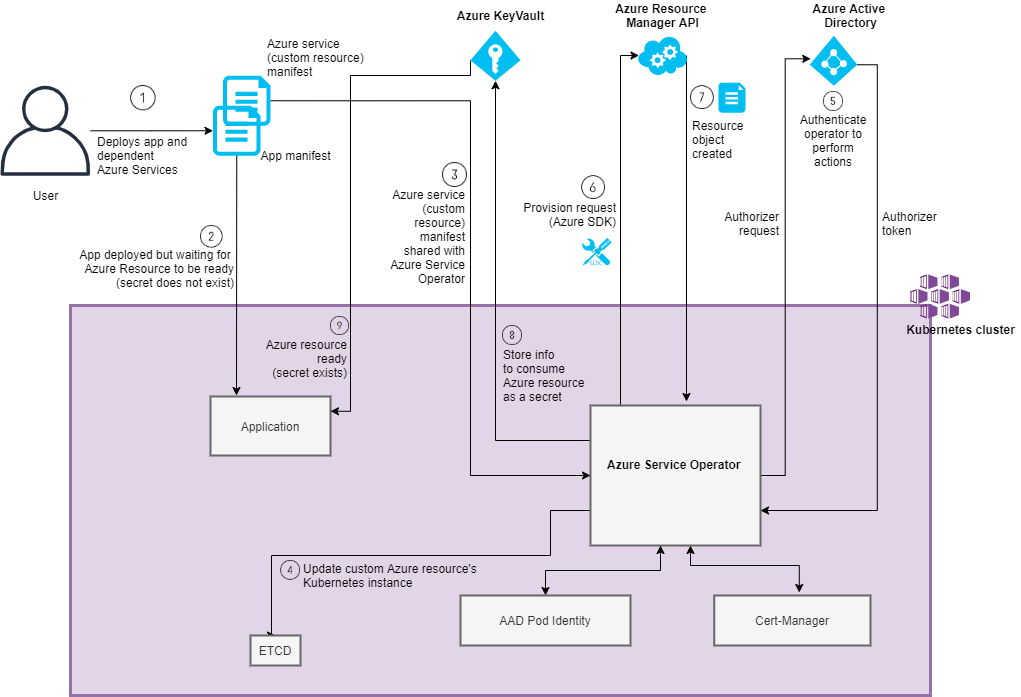 Azure KeyVault
Azure Resource
Manager API
Azure Active
Directory
Azure service
(custom resource)
manifest
1
Deploys app and
dependent
Azure Services
App manifest
User
7
Resource
object
created
5
Authenticate
operator to
perform
actions
3
Azure service
(custom
resource)
manifest
shared with
Azure Service
Operator
6
Provision request
(Azure SDK)
SDK
Authorizer
request
Authorizer
token
2
App deployed but waiting for
Azure Resource to be ready
(secret does not exist)
Kubernetes cluster
9
Azure resource
ready
(secret exists)
8
Store info
to consume
Azure resource
as a secret
Application
Azure Service Operator
4
Update custom Azure resource's
Kubernetes instance
AAD Pod Identity
Cert-Manager
ETCD